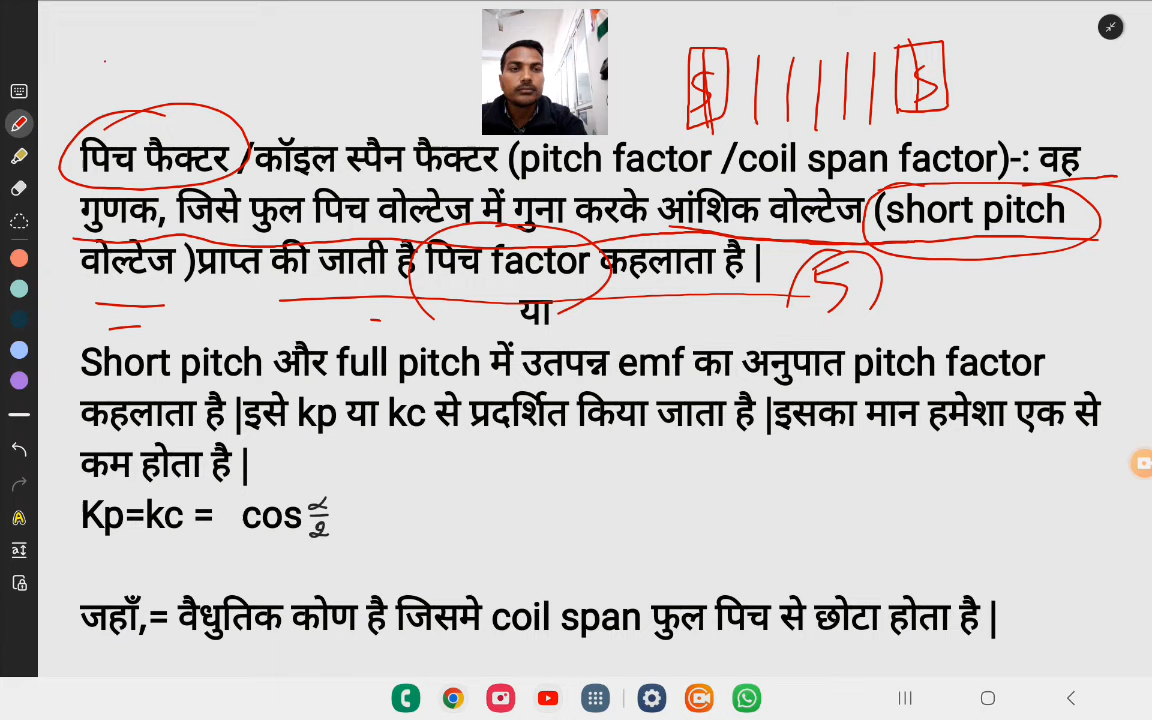 S S
पिच फैक्टर /कॉइल स्पैन फैक्टर (pitch factor /coil span factor)-: वह
गुणक, जिसे फुल पिच वोल्टेज में गुना करके आंशिक वोल्टेज (short pitch
वोल्टेज )प्राप्त की जाती है पिच factor कहलाता है |
5
या
Short pitch और full pitch में उतपन्न emf का अनुपात pitch factor
कहलाता है |इसे kp या kc से प्रदर्शित किया जाता है |इसका मान हमेशा एक से
कम होता है |
Kp=kc = cos α/2
जहाँ,= वैधुतिक कोण है जिसमे coil span फुल पिच से छोटा होता है |